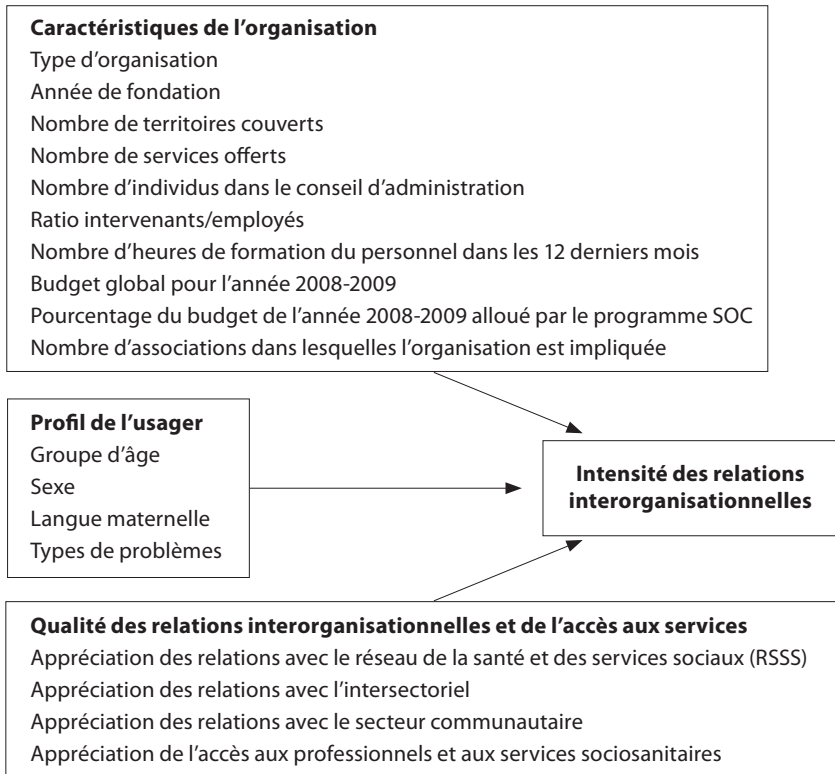 Caractéristiques de l’organisation
Type d’organisation
Année de fondation
Nombre de territoires couverts
Nombre de services offerts
Nombre d’individus dans le conseil d’administration
Ratio intervenants/employés
Nombre d’heures de formation du personnel dans les 12 derniers mois
Budget global pour l’année 2008-2009
Pourcentage du budget de l’année 2008-2009 alloué par le programme SOC
Nombre d’associations dans lesquelles l’organisation est impliquée
Profil de l’usager
Groupe d’âge
Sexe
Langue maternelle
Types de problèmes
Intensité des relations
interorganisationnelles
Qualité des relations interorganisationnelles et de l’accès aux services
Appréciation des relations avec le réseau de la santé et des services sociaux (RSSS)
Appréciation des relations avec l’intersectoriel
Appréciation des relations avec le secteur communautaire
Appréciation de l’accès aux professionnels et aux services sociosanitaires